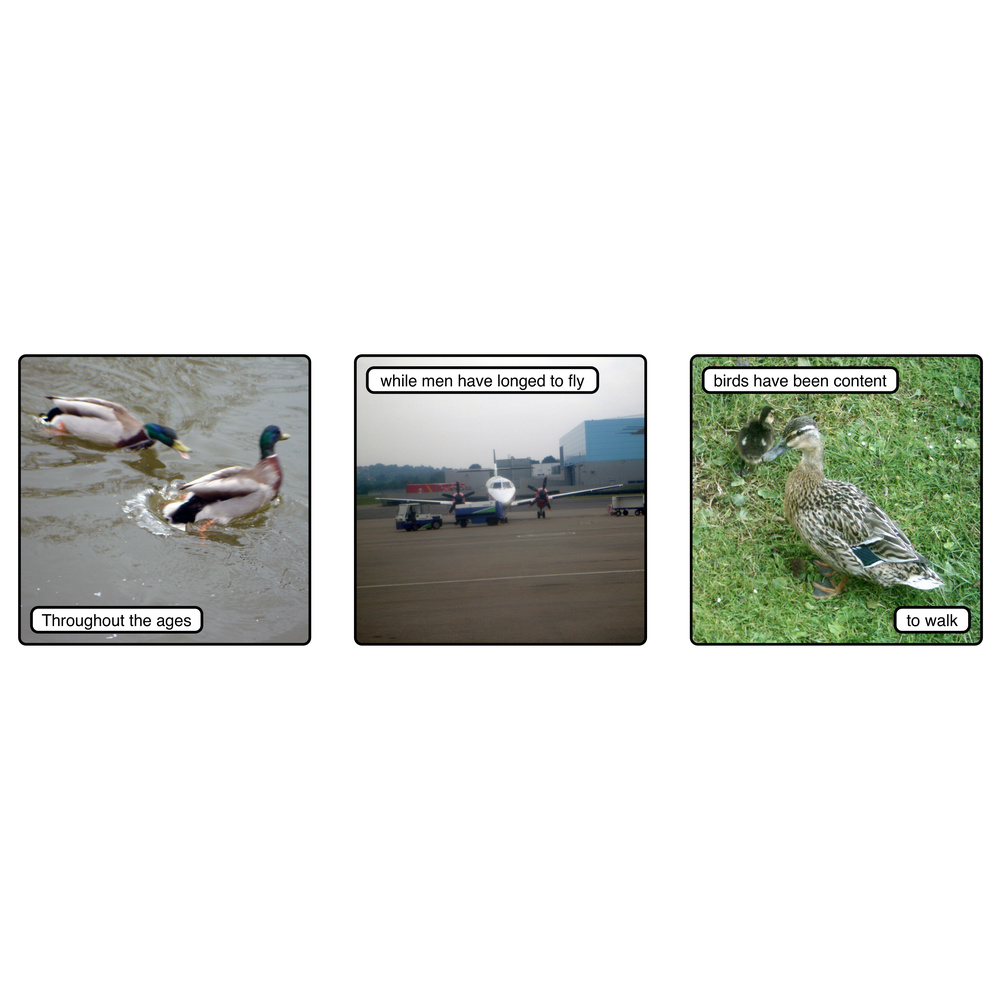 Throughout the ages
while men have longed to fly
birds have been content
to walk